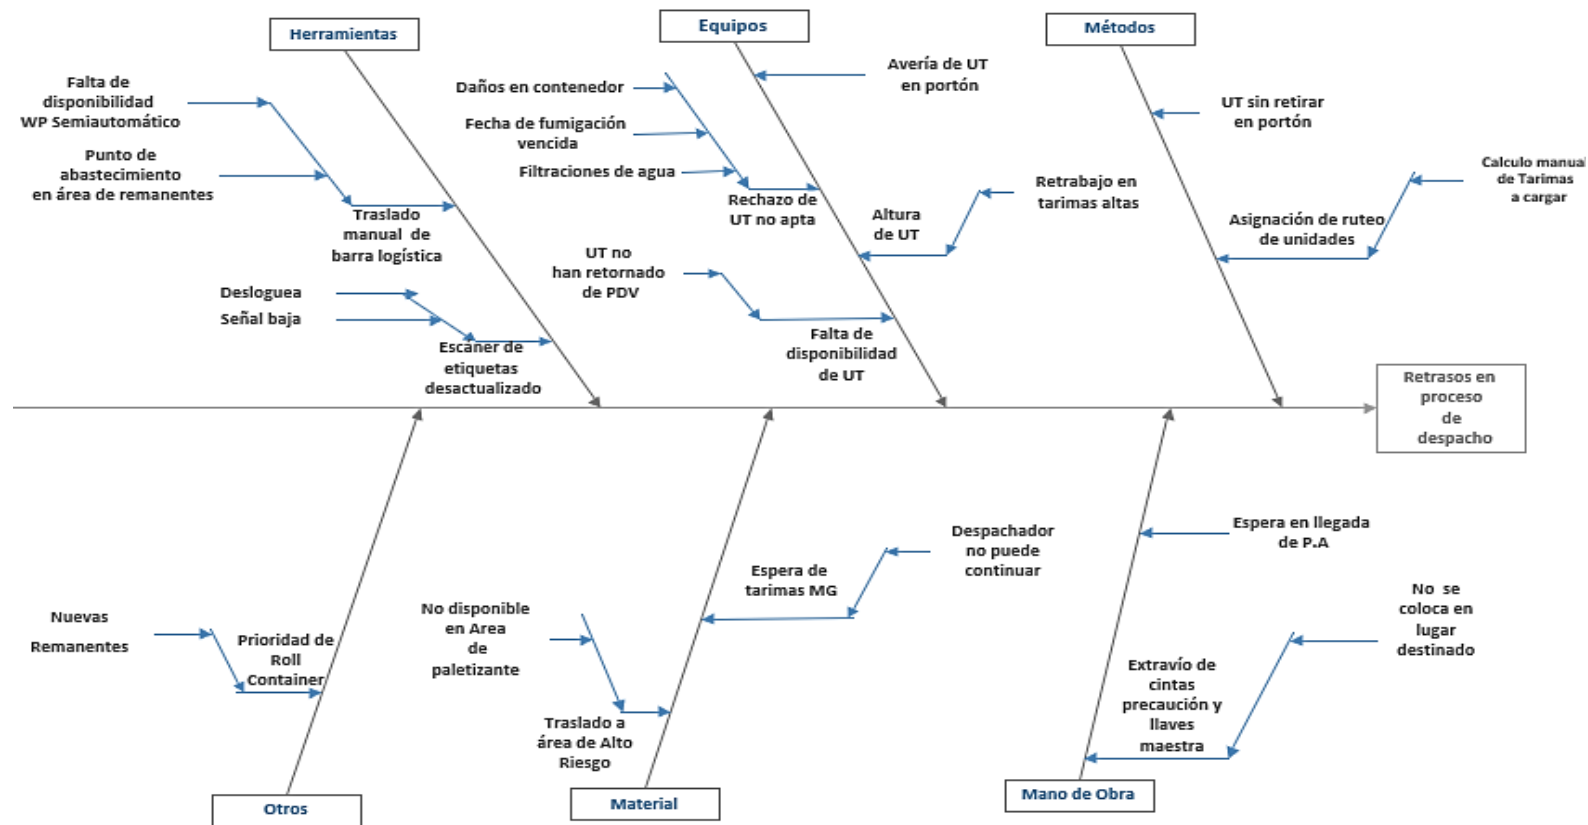 Herramientas
Falta de
disponibilidad
WP Semiautomático
Punto de
abastecimiento
en área de remanentes
Traslado
manual de
barra logística
Desloguea
Señal baja
Escáner de
etiquetas
desactualizado
Equipos
Daños en contenedor
Fecha de fumigación
vencida
Filtraciones de agua
Rechazo de
UT no apta
Avería de UT
en portón
Retrabajo en
tarimas altas
Altura
de UT
UT no
han retornado
de PDV
Falta de
disponibilidad
de UT
Métodos
UT sin retirar
en portón
Calculo manual
de Tarimas
a cargar
Asignación de ruteo
de unidades
Retrasos en
proceso
de
despacho
Nuevas
Remanentes
Prioridad de
Roll
Container
Otros
No disponible
en Area
de
paletizante
Traslado a
área de Alto
Riesgo
Espera de
tarimas MG
Despachador
no puede
continuar
Material
Espera en llegada
de P.A
No se
coloca en
lugar
destinado
Extravío de
cintas
precaución y
llaves
maestra
Mano de Obra